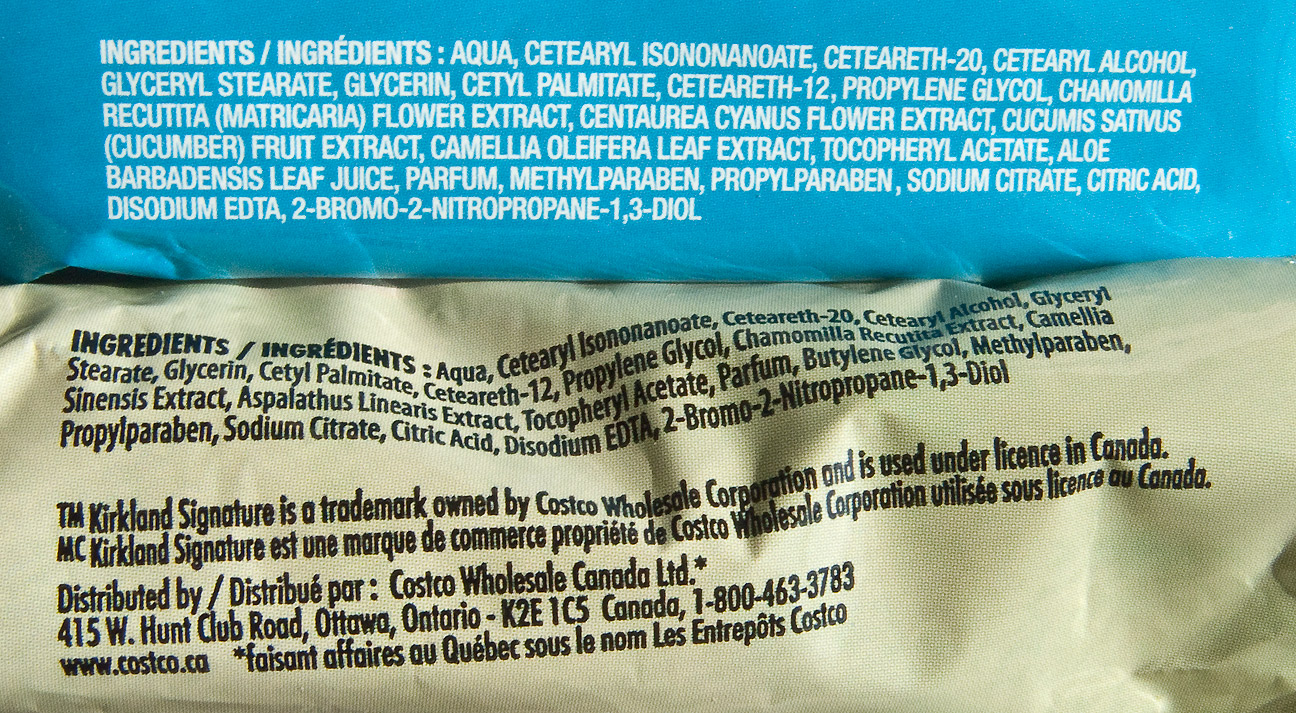 INGREDIENTS / INGRÉDIENTS : AQUA, CETEARYL ISONONANOATE, CETEARETH-20, CETEARYL ALCOHOL,
GLYCERYL STEARATE, GLYCERIN, CETYL PALMITATE, CETEARETH-12, PROPYLENE GLYCOL, CHAMOMILLA
RECUTITA (MATRICARIA) FLOWER EXTRACT, CENTAUREA CYANUS FLOWER EXTRACT, CUCUMIS SATIVUS
(CUCUMBER) FRUIT EXTRACT, CAMELLIA OLEIFERA LEAF EXTRACT, TOCOPHERYL ACETATE, ALOE
BARBADENSIS LEAF JUICE, PARFUM, METHYLPARABEN, PROPYLPARABEN, SODIUM CITRATE, CITRIC ACID,
DISODIUM EDTA, 2-BROMO-2-NITROPROPANE-1,3-DIOL
INGREDIENTS / INGRÉDIENTS : Aqua, Cetearyl Isononanoate, Ceteareth-20, Cetearyl Alcohol, Glyceryl
Stearate, Glycerin, Cetyl Palmitate, Ceteareth-12, Propylene Glycol, Chamomilla Recutita Extract, Camellia
Sinensis Extract, Aspalathus Linearis Extract, Tocopheryl Acetate, Parfum, Butylene Glycol, Methylparaben,
Propylparaben, Sodium Citrate, Citric Acid, Disodium EDTA, 2-Bromo-2-Nitropropane-1,3-Diol
TM Kirkland Signature is a trademark owned by Costco Wholesale Corporation and is used under licence in Canada.
MC Kirkland Signature est une marque de commerce propriété de Costco Wholesale Corporation utilisée sous licence au Canada.
Distributed by / Distribué par : Costco Wholesale Canada Ltd.*
415 W. Hunt Club Road, Ottawa, Ontario - K2E 1C5 Canada, 1-800-463-3783
www.costco.ca *faisant affaires au Québec sous le nom Les Entrepôts Costco